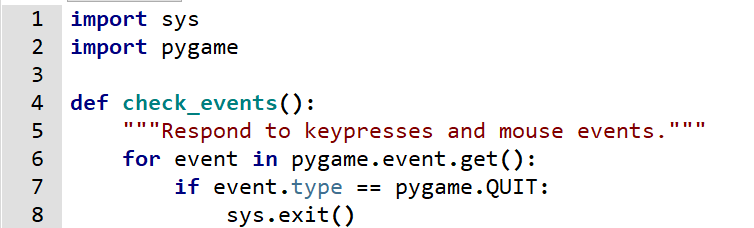 1 import sys
2 import pygame
3
4 def check_events():
5     """Respond to keypresses and mouse events."""
6     for event in pygame.event.get():
7         if event.type == pygame.QUIT:
8             sys.exit()